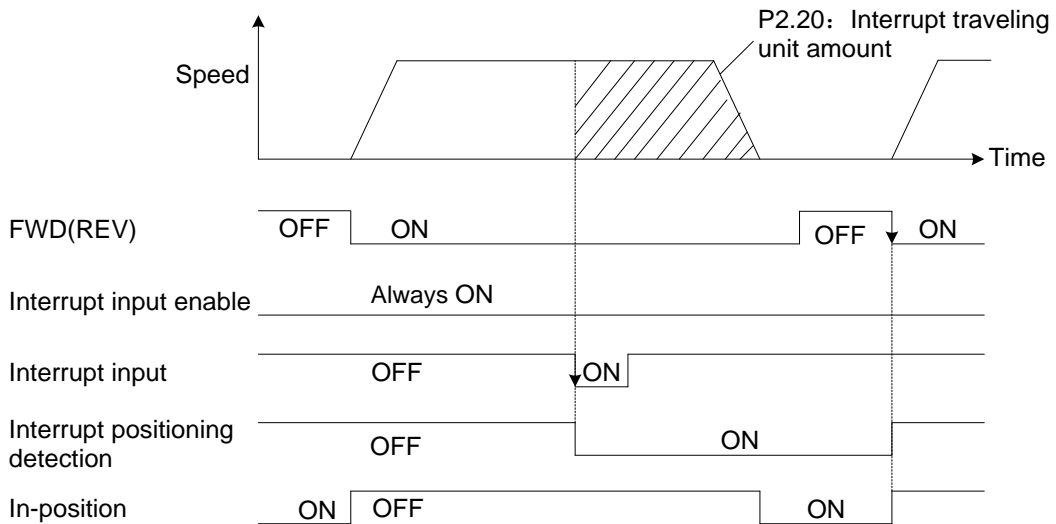 P2.20：Interrupt traveling
unit amount
Speed
Time
FWD(REV)
OFF
ON
OFF
ON
Interrupt input enable
Always ON
Interrupt input
OFF
ON
Interrupt positioning
detection
OFF
ON
In-position
ON
OFF
ON